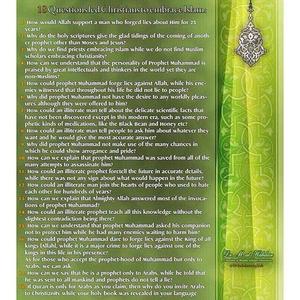 13 Questions led Christians to embrace Islam
• How would Allah support a man who forged lies about Him for 23
years?
• Why do the holy scriptures give the glad tidings of the coming of anoth
er prophet other than Moses and Jesus?
• Why do we find priests embracing Islam while we do not find Muslim
scholars embracing Christianity?
• How can we understand that the personality of Prophet Muhammad is
praised by great intellectuals and thinkers in the world yet they are
non-Muslims?
• How could prophet Muhammad forge lies against Allah, while his ene-
mies witnessed that throughout his life he did not lie to people?
• Why did prophet Muhammad not have the desire to any worldly pleas-
ures although they were offered to him?
• How could an illiterate man tell about the delicate scientific facts that
have not been discovered except in this modern era, such as some pro-
phetic kinds of medications, like the Black Bean and Honey etc?
• How could an illiterate man tell people to ask him about whatever they
want and he would give the most accurate answer?
• Why did prophet Muhammad not make use of the many chances in
which he could show arrogance and pride?
• How can we explain that prophet Muhammad was saved from all of the
many attempts to assassinate him?
• How could an illiterate prophet foretell the future in accurate details,
while there was not any sign about what would happen in the future?
• How could an illiterate man join the hearts of people who used to hate
each other for hundred of years?
• How can we explain that Almighty Allah answered most of the invoca-
tions of prophet Muhammad?
• How could an illiterate prophet teach all this knowledge without the
slightest contradiction being there?
• How can we understand that prophet Muhammad asked his companion
not to protect him while he had many enemies waiting to harm him?
• How could prophet Muhammad dare to forge lies against the King of all
kings (Allah), while it is a major crime to forge lies against one of the
kings in this life in his presence?
As for those who accept the prophet-hood of Muhammad but only to
Arabs, we can ask
• How can we say that he is a prophet only to Arabs, while he told that
he was sent to all mankind and prophets do not tell a lie?
• If Quran is only for Arabs as you claim, then why do you invite Arabs
to Christianity while your holy book was revealed in your language